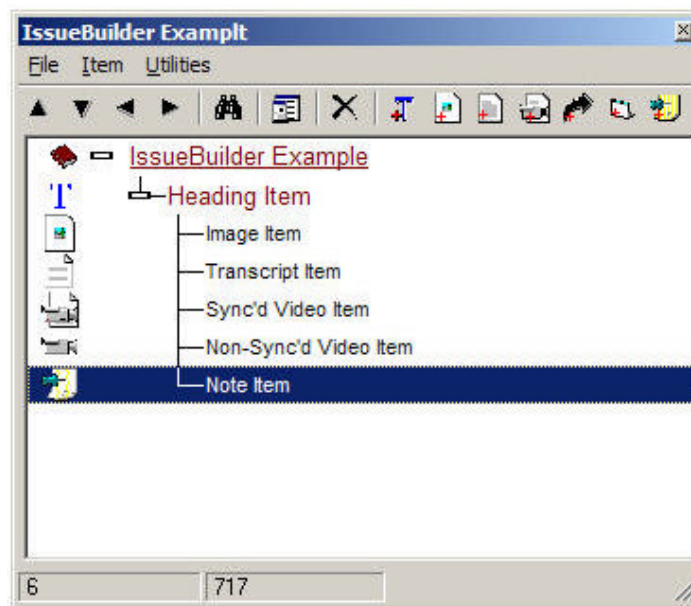 IssueBuilder Examplt
File Item Utilities
IssueBuilder Example
T Heading Item
Image Item
Transcript Item
Sync'd Video Item
Non-Sync'd Video Item
Note Item
6 717